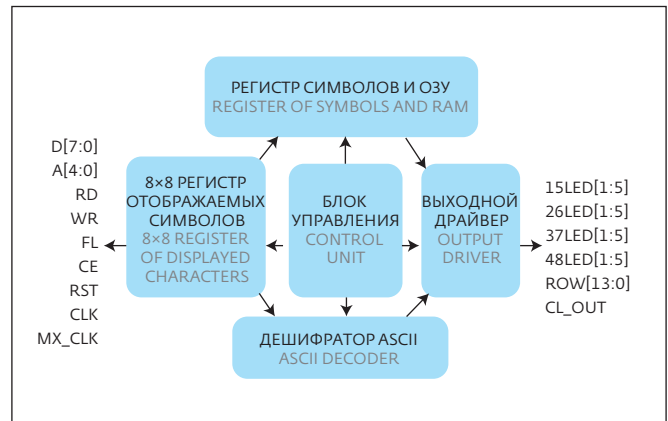 РЕГИСТР СИМВОЛОВ И ОЗУ
REGISTER OF SYMBOLS AND RAM
D[7:0]
A[4:0]
RD
WR
FL
CE
RST
CLK
MX_CLK
8×8 РЕГИСТР
ОТОБРАЖАЕМЫХ
СИМВОЛОВ
8×8 REGISTER
OF DISPLAYED
CHARACTERS
БЛОК
УПРАВЛЕНИЯ
CONTROL
UNIT
ВЫХОДНОЙ
ДРАЙВЕР
OUTPUT
DRIVER
15LED[1:5]
26LED[1:5]
37LED[1:5]
48LED[1:5]
ROW[13:0]
CL_OUT
ДЕШИФРАТОР ASCII
ASCII DECODER